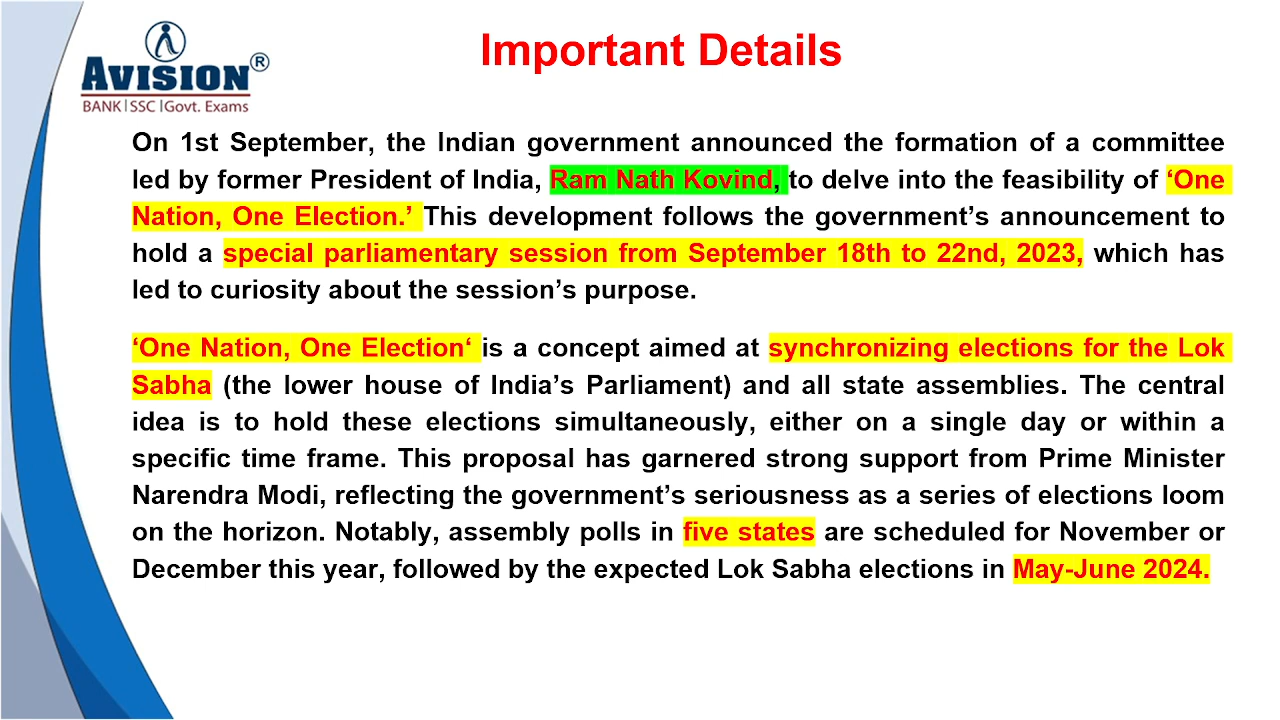 AVISION®
BANK|SSC|Govt. Exams
Important Details
On 1st September, the Indian government announced the formation of a committee
led by former President of India, Ram Nath Kovind, to delve into the feasibility of ‘One
Nation, One Election.’ This development follows the government’s announcement to
hold a special parliamentary session from September 18th to 22nd, 2023, which has
led to curiosity about the session’s purpose.
‘One Nation, One Election‘ is a concept aimed at synchronizing elections for the Lok
Sabha (the lower house of India’s Parliament) and all state assemblies. The central
idea is to hold these elections simultaneously, either on a single day or within a
specific time frame. This proposal has garnered strong support from Prime Minister
Narendra Modi, reflecting the government’s seriousness as a series of elections loom
on the horizon. Notably, assembly polls in five states are scheduled for November or
December this year, followed by the expected Lok Sabha elections in May-June 2024.